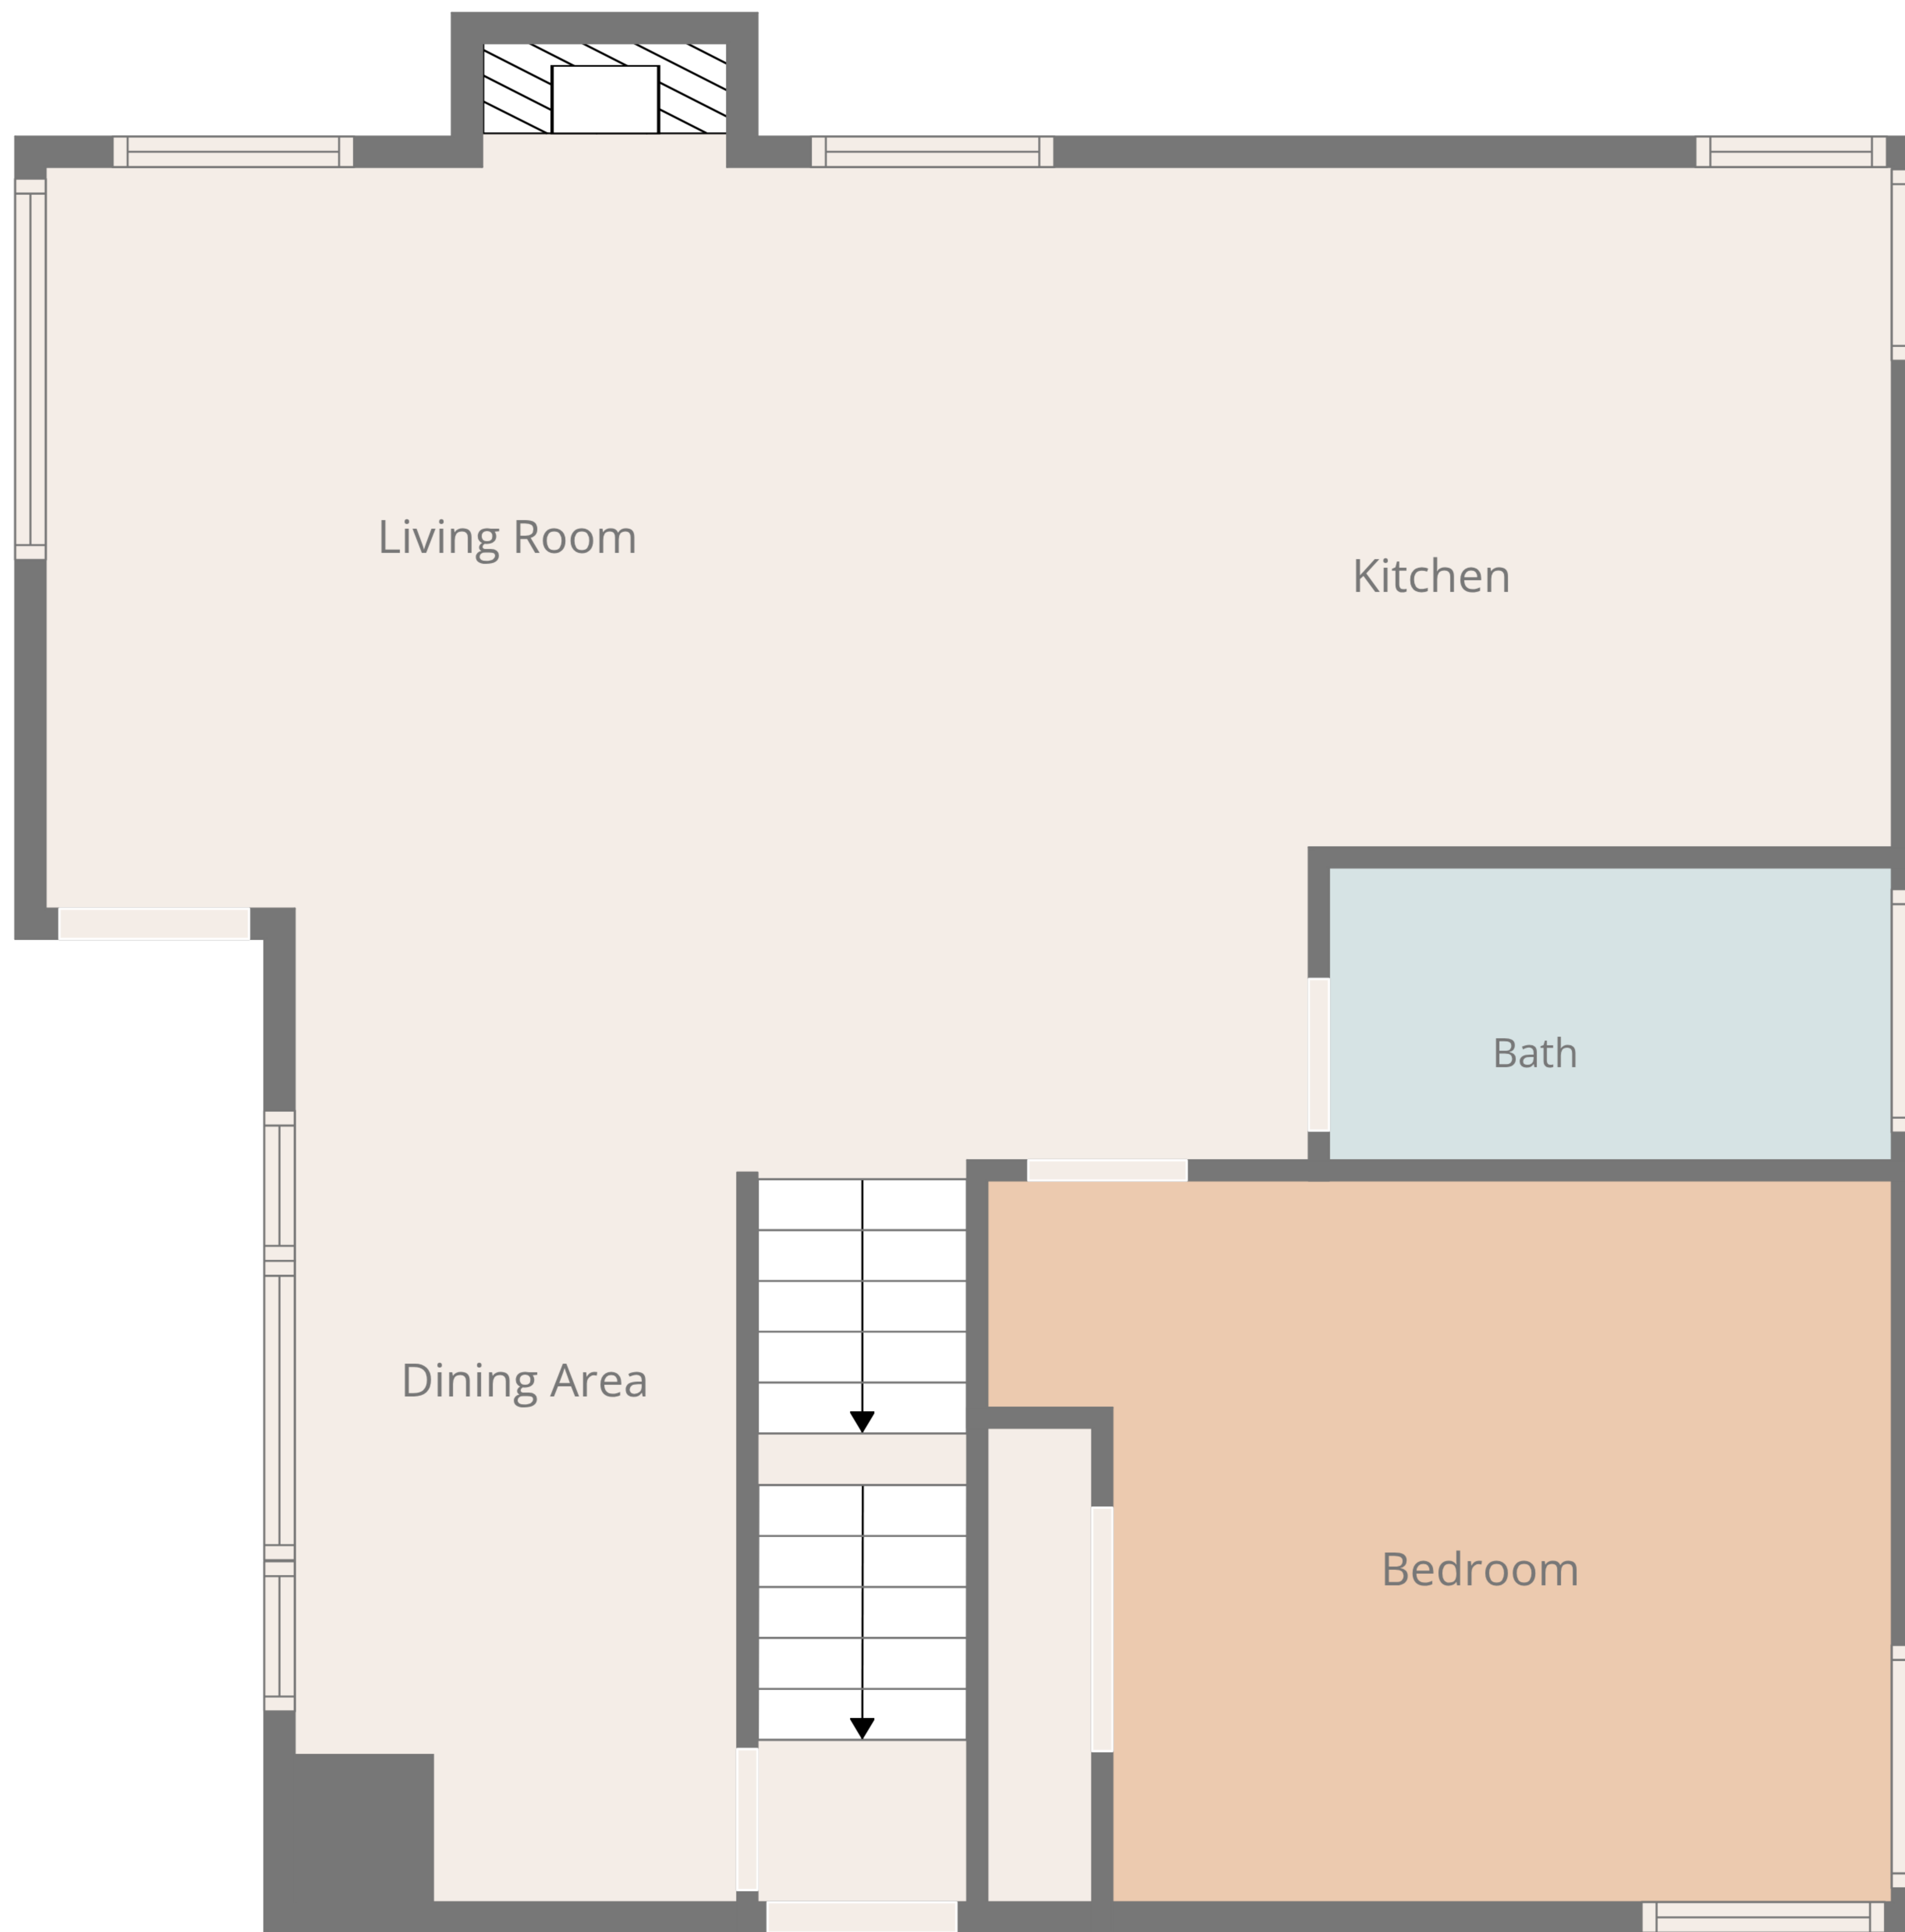 Living Room
Kitchen
Bath
Dining Area
Bedroom